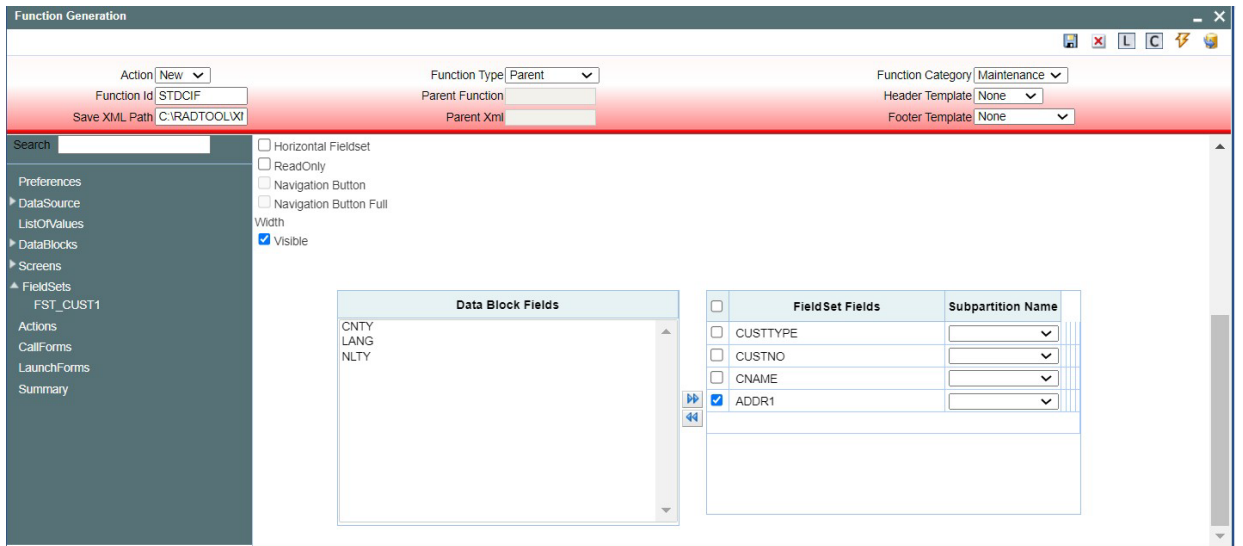 Function Generation
L C
Action New Function Type Parent Function Category Maintenance
Function Id STDCIF Parent Function Header Template None
Save XML Path C:\RADTOOL\XI Parent Xml Footer Template None
Search
Horizontal Fieldset
ReadOnly
Preferences
Navigation Button
DataSource
Navigation Button Full
ListOfValues
Width
DataBlocks
Visible
Screens
FieldSets
FST_CUST1
Actions
CallForms
LaunchForms
Summary
Data Block Fields
CNTY
LANG
NLTY
FieldSet Fields Subpartition Name
CUSTTYPE
CUSTNO
CNAME
ADDR1